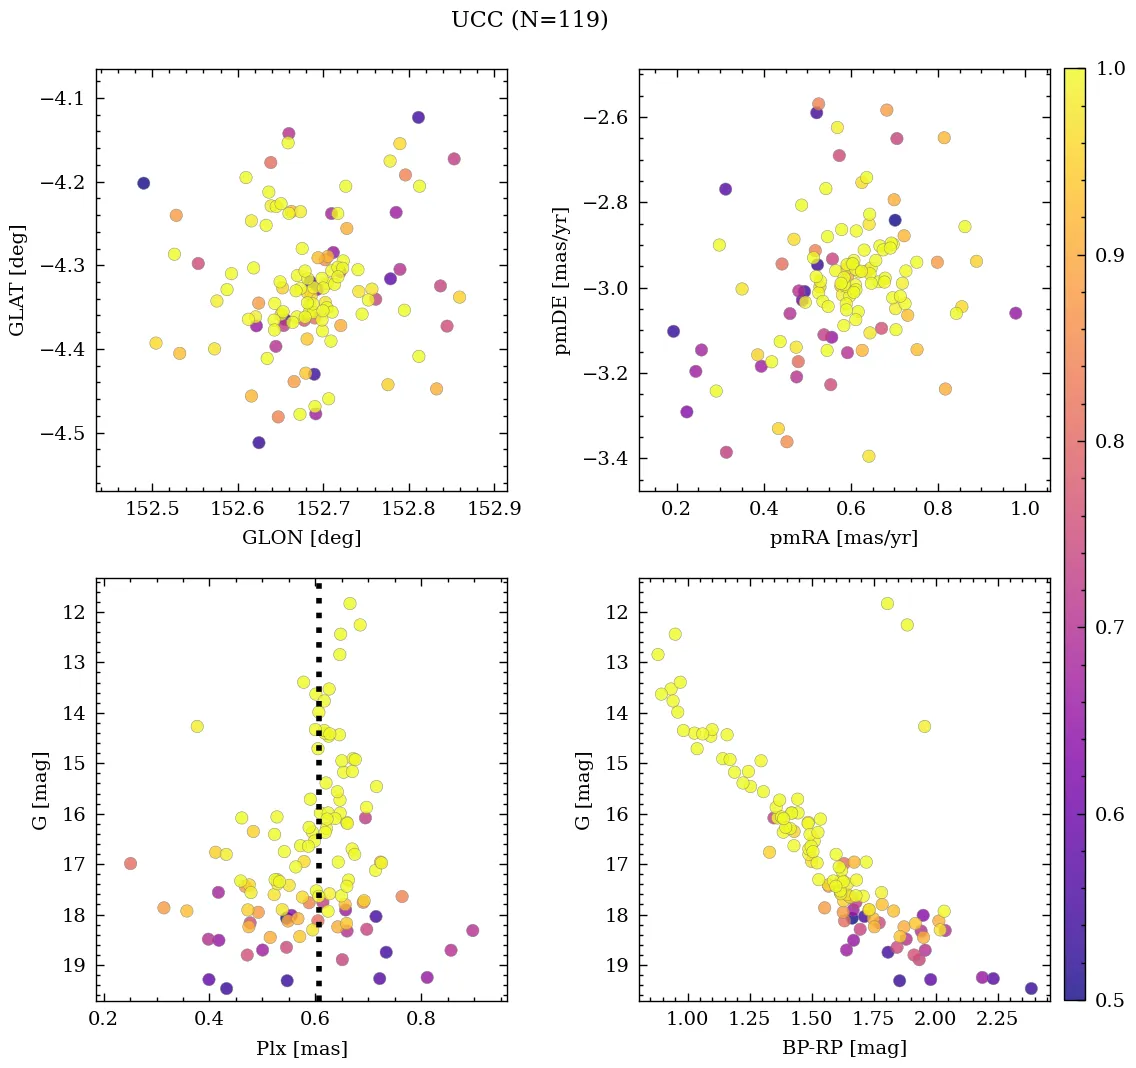 UCC (N=119)
−4.1
−4.2
−4.3
−4.4
−4.5
GLAT [deg]
152.5 152.6 152.7 152.8 152.9
GLON [deg]
−2.6
−2.8
−3.0
−3.2
−3.4
pmDE [mas/yr]
0.2 0.4 0.6 0.8 1.0
pmRA [mas/yr]
12
13
14
15
16
17
18
19
G [mag]
0.2 0.4 0.6 0.8
Plx [mas]
12
13
14
15
16
17
18
19
G [mag]
1.00 1.25 1.50 1.75 2.00 2.25
BP-RP [mag]
1.0
0.9
0.8
0.7
0.6
0.5